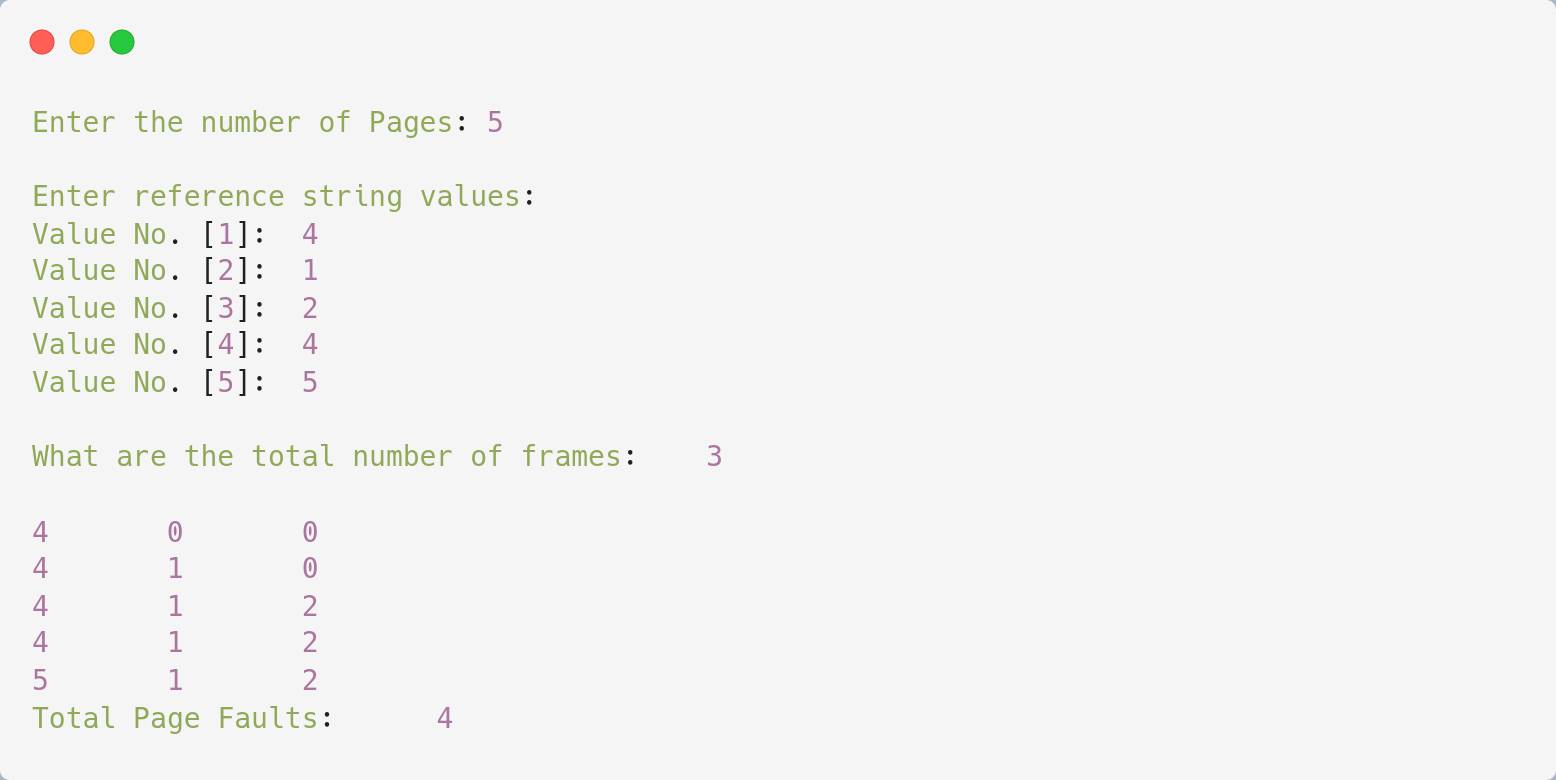 Enter the number of Pages: 5
Enter reference string values:
Value No. [1]:  4
Value No. [2]:  1
Value No. [3]:  2
Value No. [4]:  4
Value No. [5]:  5
What are the total number of frames:    3
4       0       0
4       1       0
4       1       2
4       1       2
5       1       2
Total Page Faults:      4